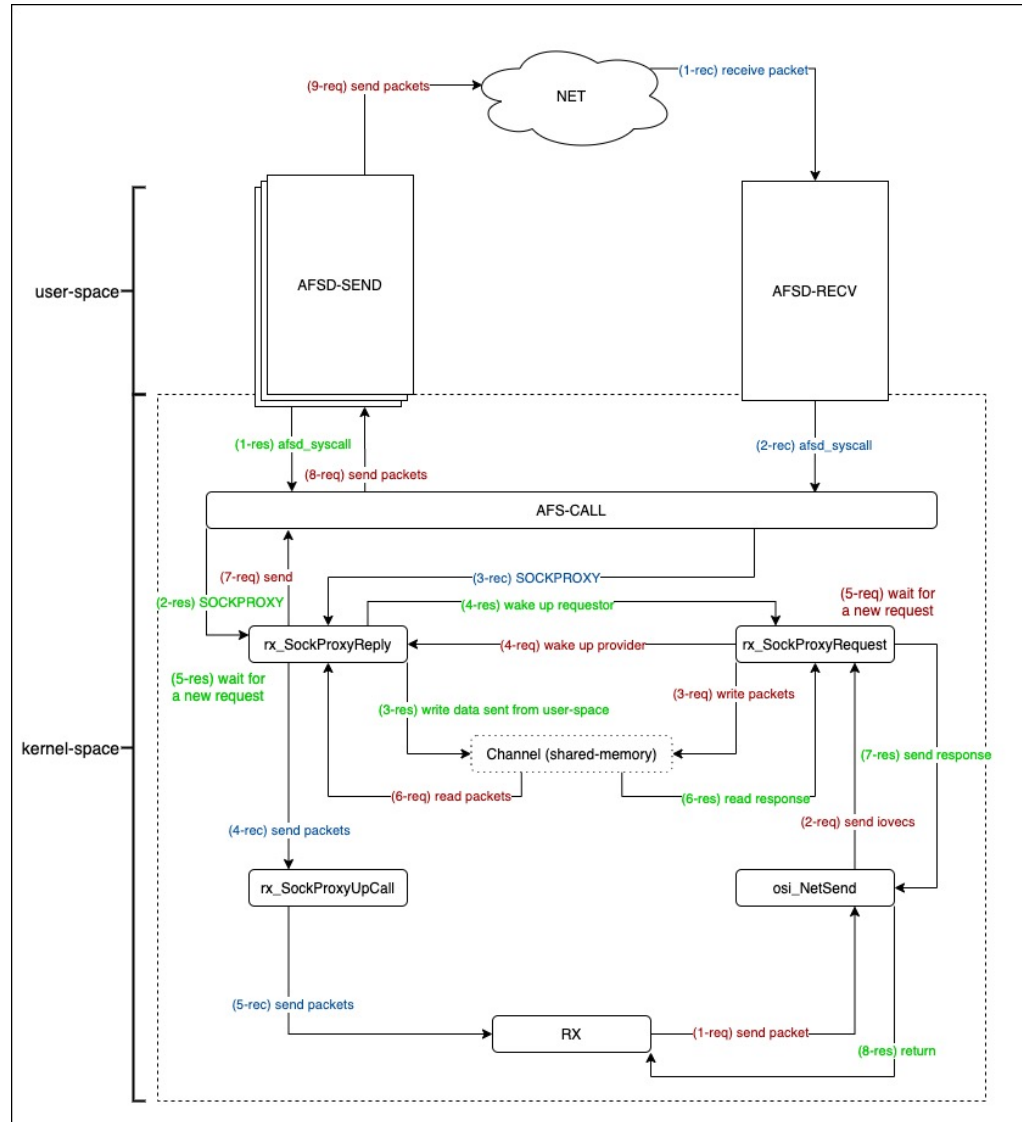 (9-req) send packets
NET
(1-rec) receive packet
user-space
AFSD-SEND
AFSD-RECV
(1-res) afsd_syscall
(8-req) send packets
(2-rec) afsd_syscall
AFS-CALL
(7-req) send
(2-res) SOCKPROXY
(3-rec) SOCKPROXY
(4-res) wake up requestor
(5-req) wait for
a new request
rx_SockProxyReply
(4-req) wake up provider
rx_SockProxyRequest
(5-res) wait for
a new request
(3-res) write data sent from user-space
(3-req) write packets
kernel-space
Channel (shared-memory)
(7-res) send response
(6-req) read packets
(6-res) read response
(4-rec) send packets
(2-req) send iovecs
rx_SockProxyUpCall
osi_NetSend
(5-rec) send packets
RX
(1-req) send packet
(8-res) return